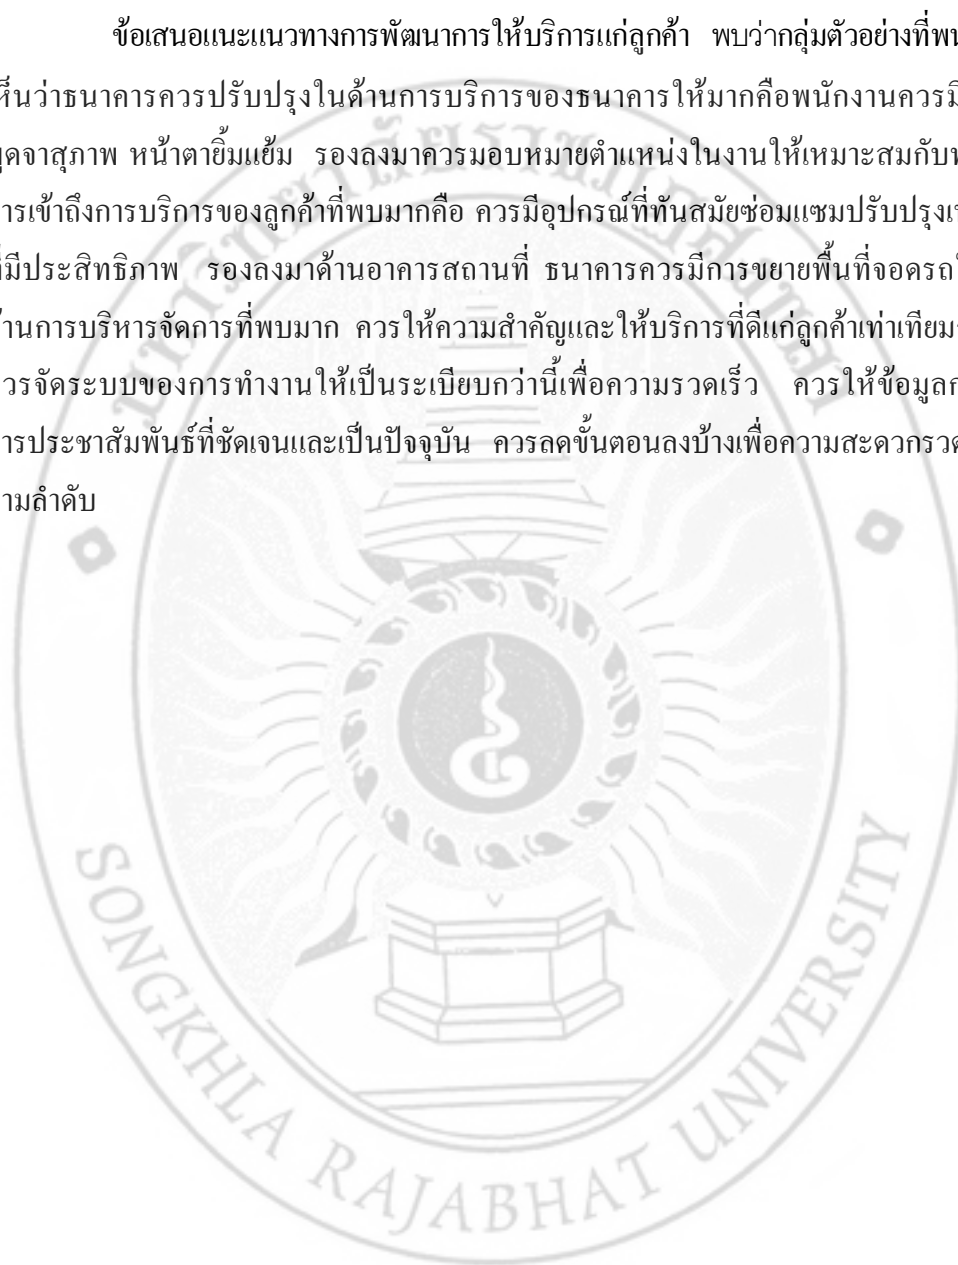 ข้อเสนอแนะแนวทางการพัฒนาการให้บริการแก่ลูกค้า พบว่ากลุ่มตัวอย่างที่พบ
เห็นว่าธนาคารควรปรับปรุงในด้านการบริการของธนาคารให้มากคือพนักงานควรมี
พูดจาสุภาพ หน้าตายิ้มแย้ม รองลงมาควรมอบหมายตำแหน่งในงานให้เหมาะสมกับ
การเข้าถึงการบริการของลูกค้าที่พบมากคือ ควรมีอุปกรณ์ที่ทันสมัยซ่อมแซมปรับปรุง
ที่มีประสิทธิภาพ รองลงมาด้านอาคารสถานที่ ธนาคารควรมีการขยายพื้นที่จอดรถ
ด้านการบริหารจัดการที่พบมาก ควรให้ความสำคัญและให้บริการที่ดีแก่ลูกค้าเท่าเทียม
ควรจัดระบบของการทำงานให้เป็นระเบียบกว่านี้เพื่อความรวดเร็ว ควรให้ข้อมูล
การประชาสัมพันธ์ที่ชัดเจนและเป็นปัจจุบัน ควรลดขั้นตอนลงบ้างเพื่อความสะดวกรวด
ตามลำดับ
มหาวิทยาลัยราชภัฏสงขลา
SONGKHLA RAJABHAT UNIVERSITY